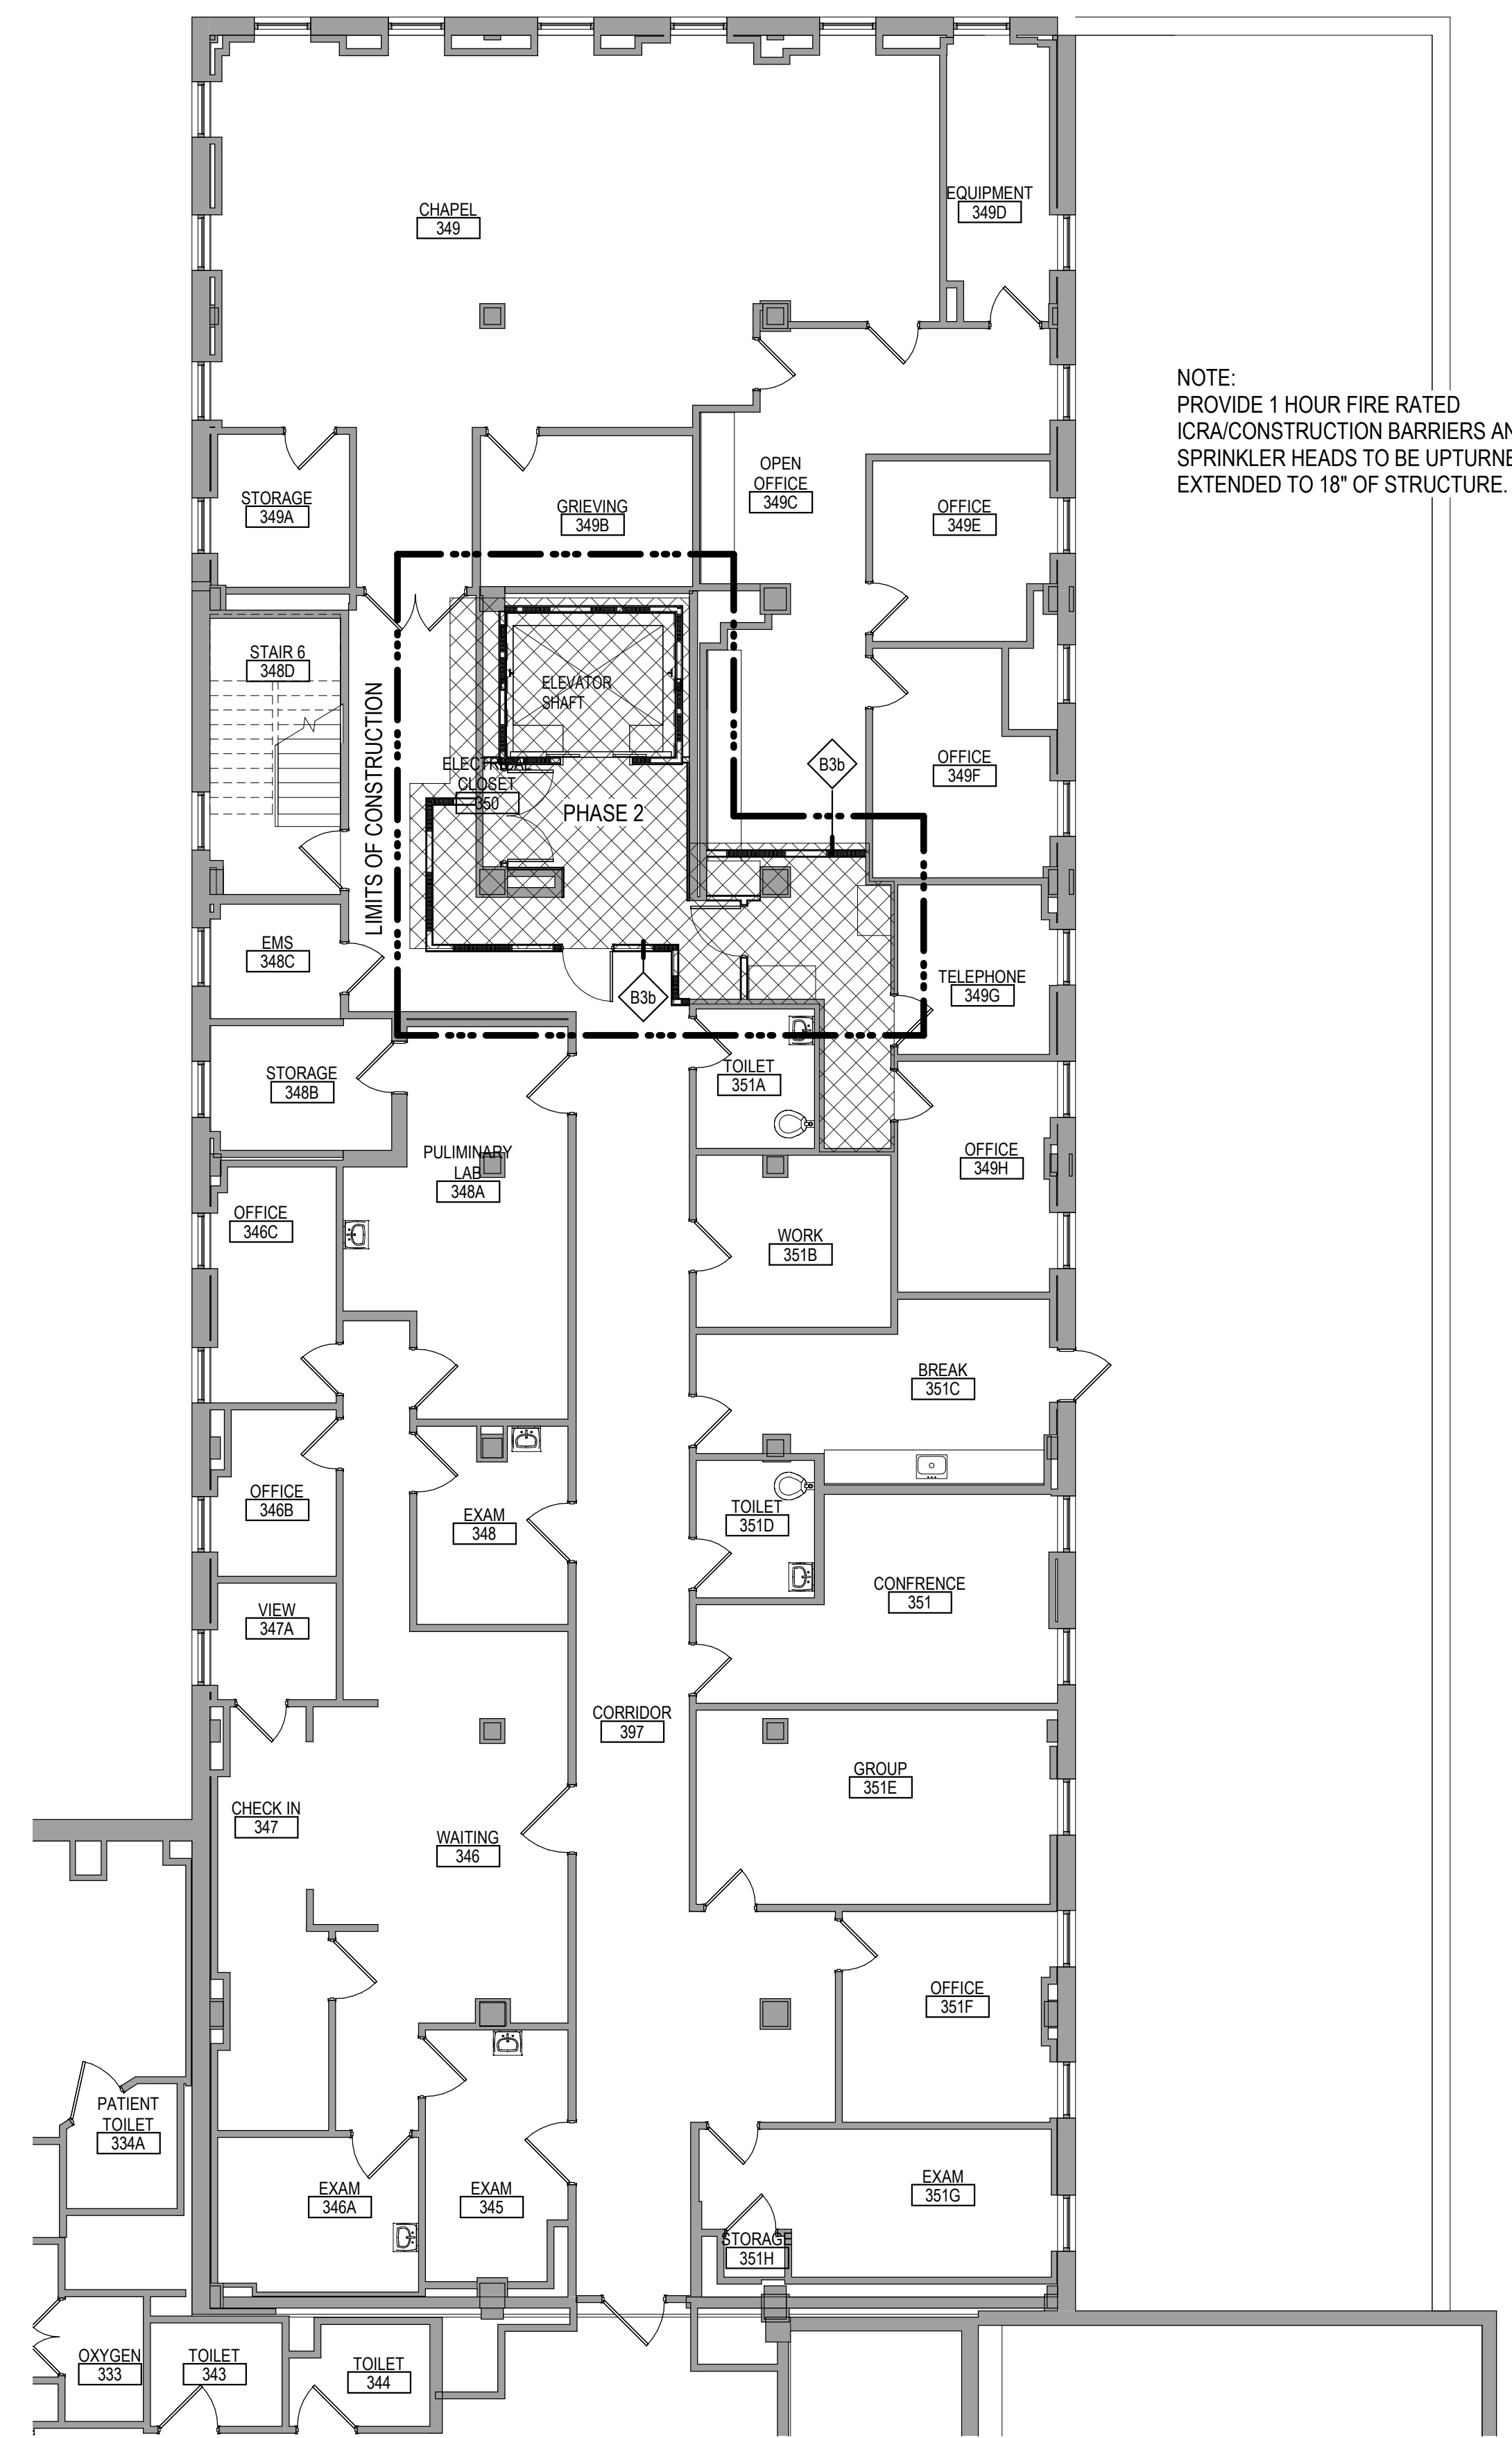 CHAPEL
349
EQUIPMENT
349D
NOTE:
PROVIDE 1 HOUR FIRE RATED
ICRA/CONSTRUCTION BARRIERS AN
SPRINKLER HEADS TO BE UPTURNE
EXTENDED TO 18" OF STRUCTURE.
STORAGE
349A
GRIEVING
349B
OPEN
OFFICE
349C
OFFICE
349E
STAIR 6
348D
LIMITS OF CONSTRUCTION
ELEVATOR
SHAFT
ELECTRICAL
CLOSET
350
PHASE 2
B3b
OFFICE
349F
EMS
348C
B3b
TELEPHONE
349G
STORAGE
348B
TOILET
351A
PULIMINARY
LAB
348A
OFFICE
349H
OFFICE
346C
WORK
351B
BREAK
351C
OFFICE
346B
EXAM
348
TOILET
351D
CONFRENCE
351
VIEW
347A
CORRIDOR
397
GROUP
351E
CHECK IN
347
WAITING
346
OFFICE
351F
PATIENT
TOILET
334A
EXAM
346A
EXAM
345
EXAM
351G
STORAGE
351H
OXYGEN
333
TOILET
343
TOILET
344